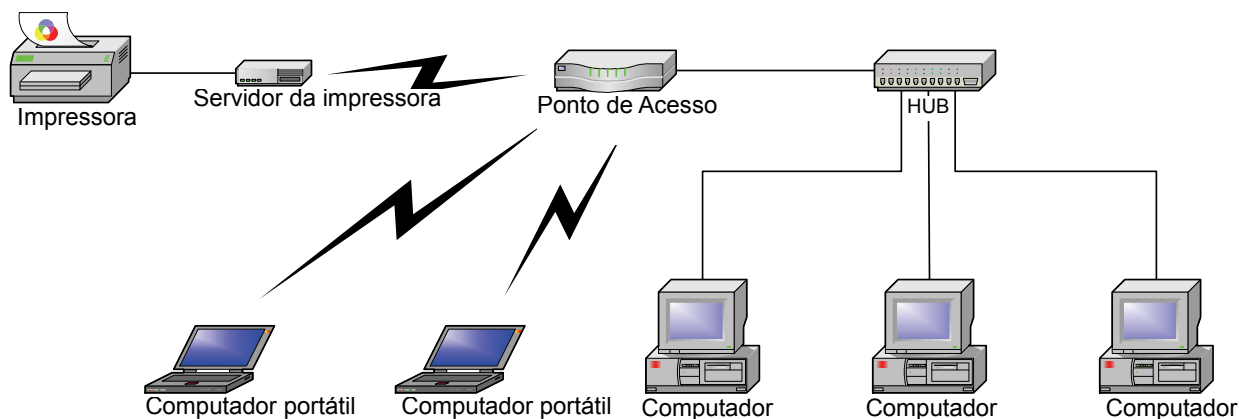 Impressora
Servidor da impressora
Ponto de Acesso
HUB
Computador portátil
Computador portátil
Computador
Computador
Computador